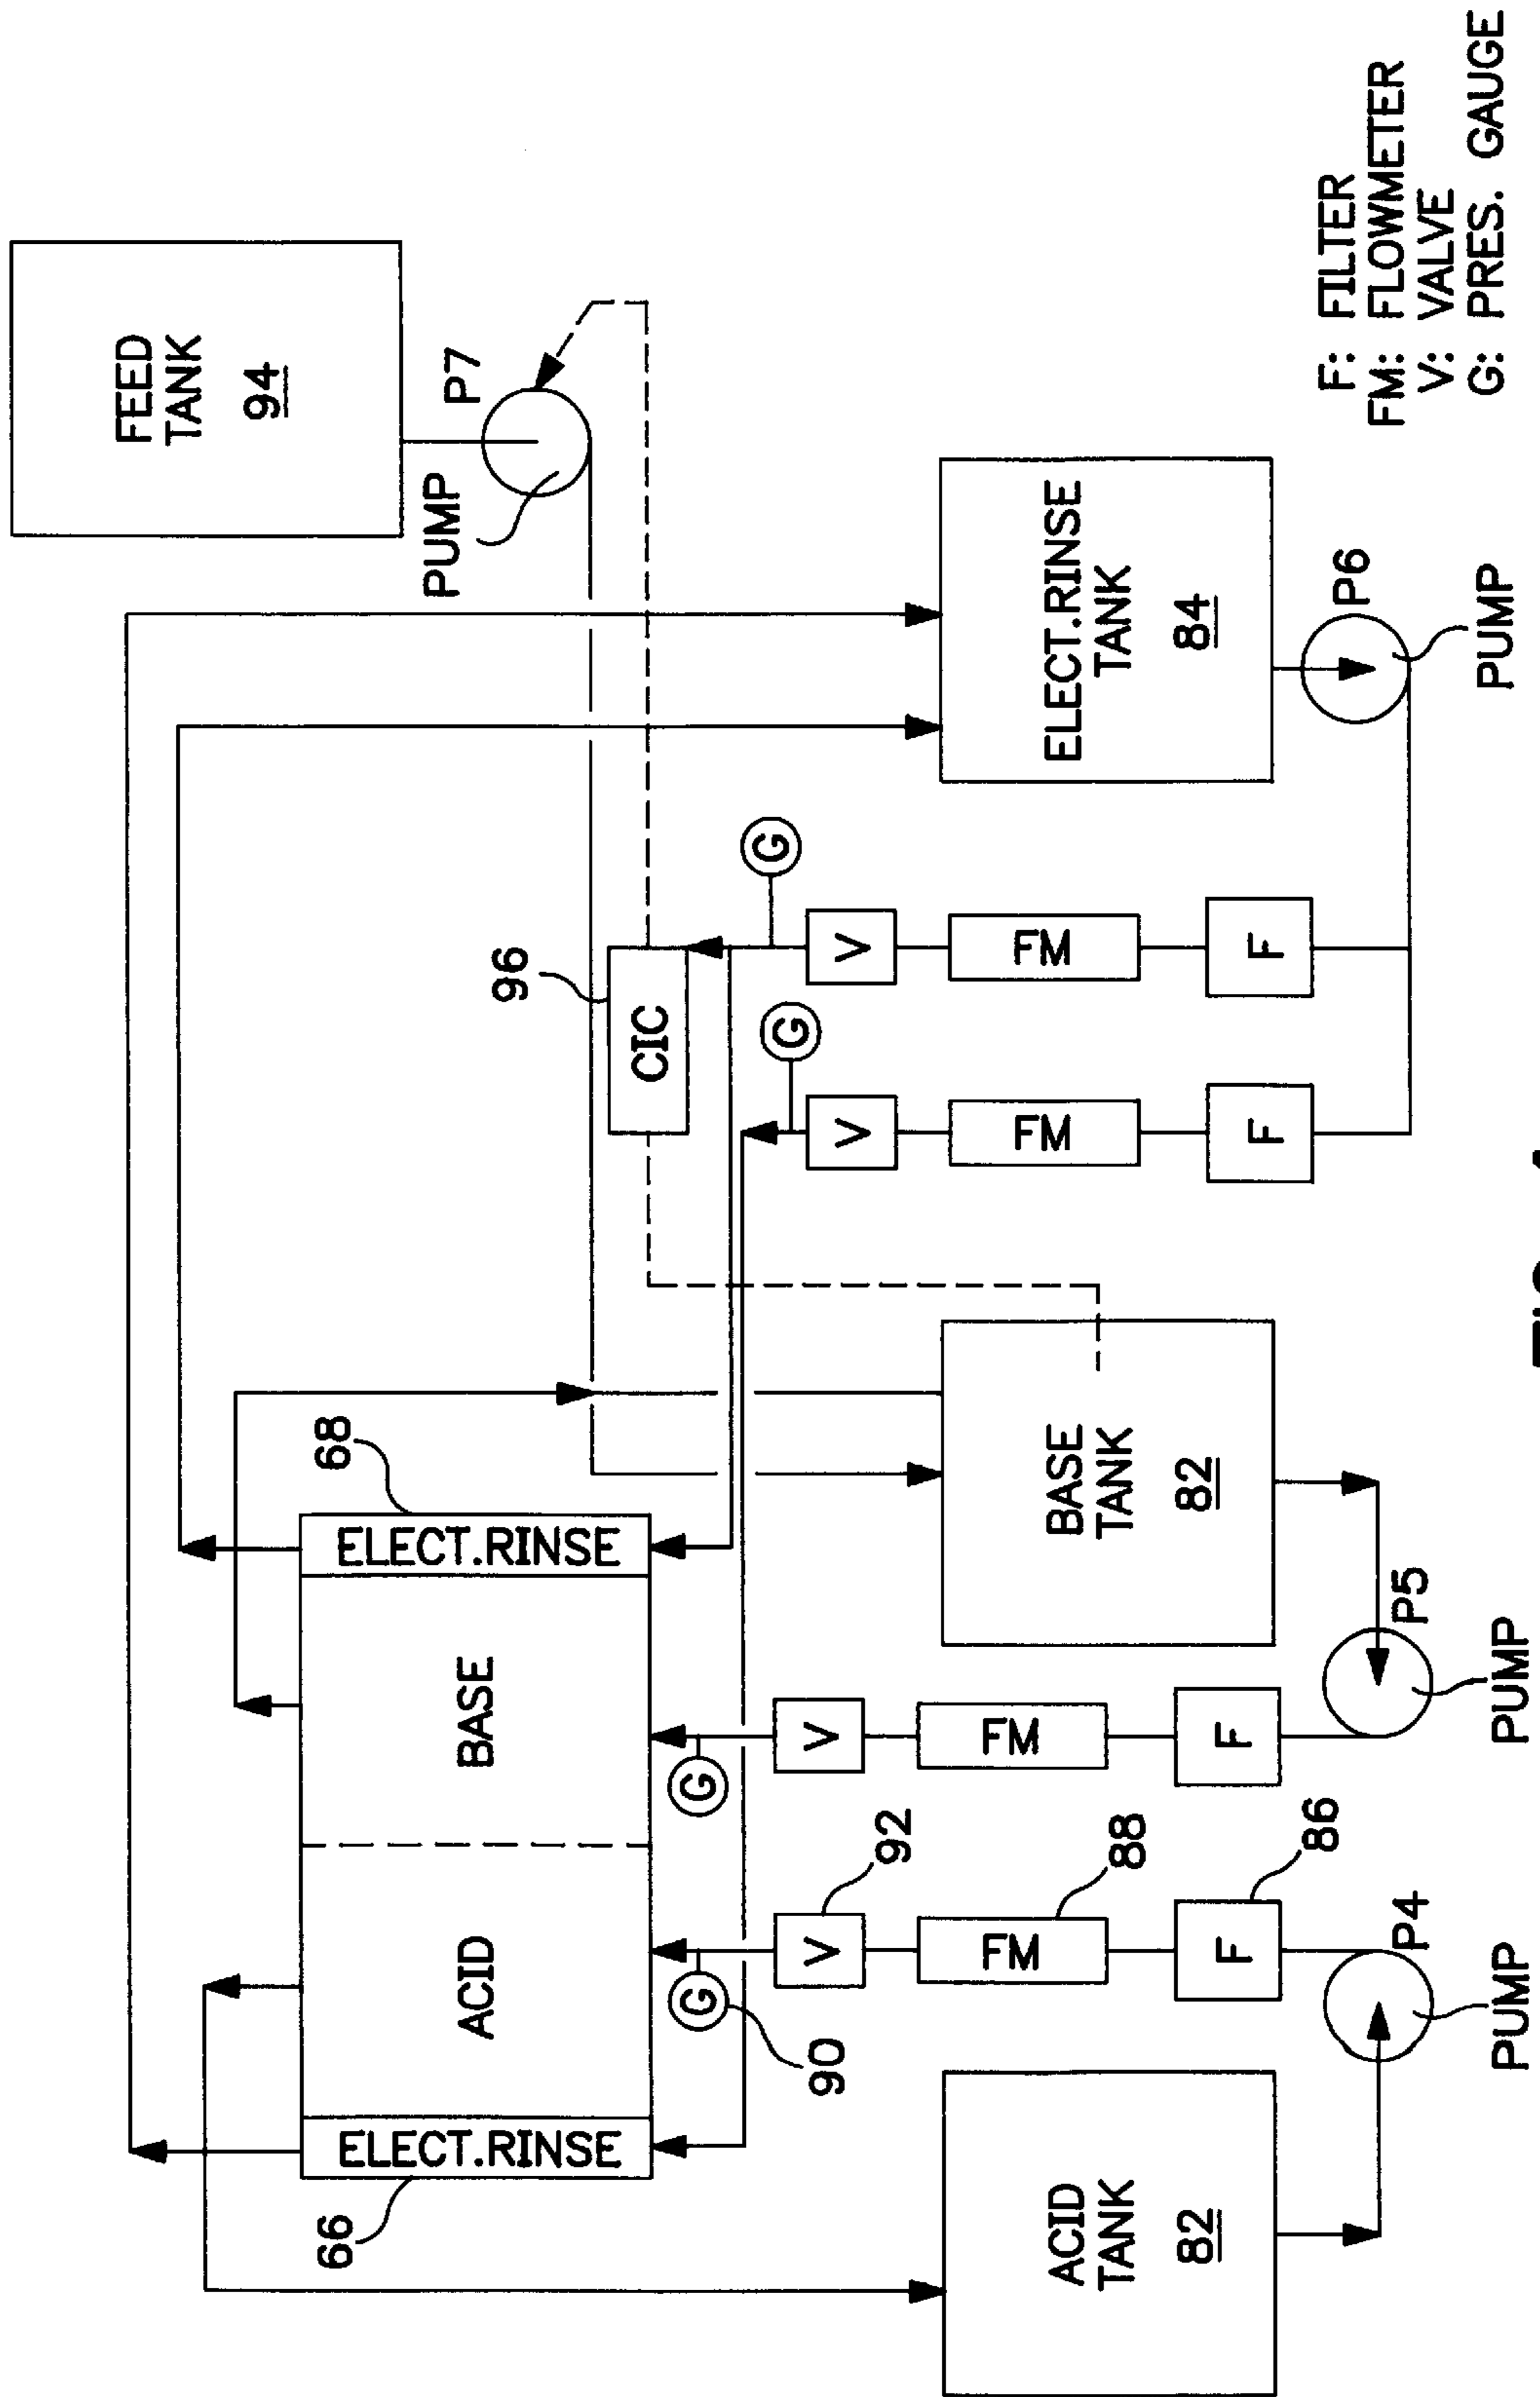 FEED
TANK
94
PUMP
P7
68
96
ELECT.RINSE
BASE
ACID
ELECT.RINSE
66
CIC
G
G
G
G
90
V
V
V
V
92
FM
FM
FM
FM
88
F
F
F
F
86
ACID
TANK
82
BASE
TANK
82
ELECT.RINSE
TANK
84
P4
PUMP
P5
PUMP
P6
PUMP
F: FILTER
FM: FLOWMETER
V: VALVE
G: PRES. GAUGE